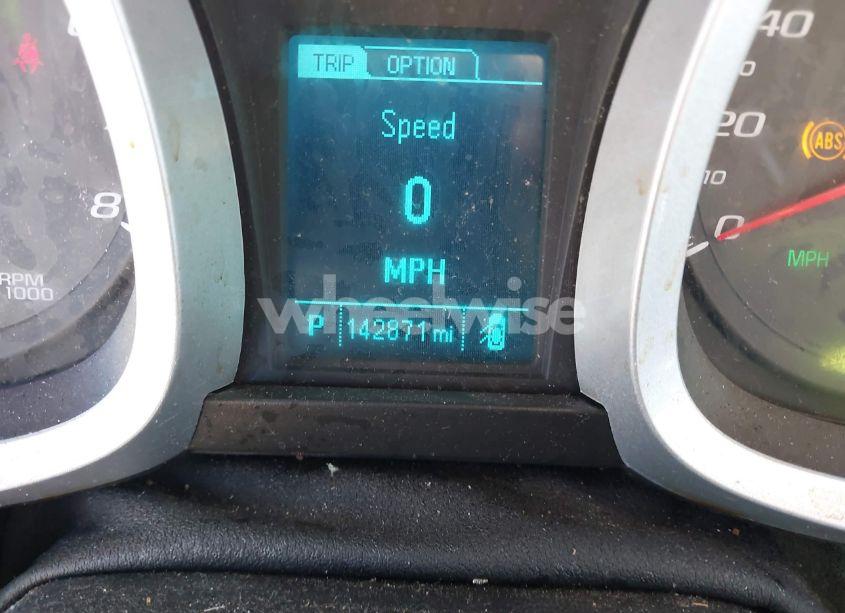 TRIP OPTION
Speed
0
MPH
P 142871 mi
8
RPM
1000
40
20
10
0
MPH
ABS
wheelwise